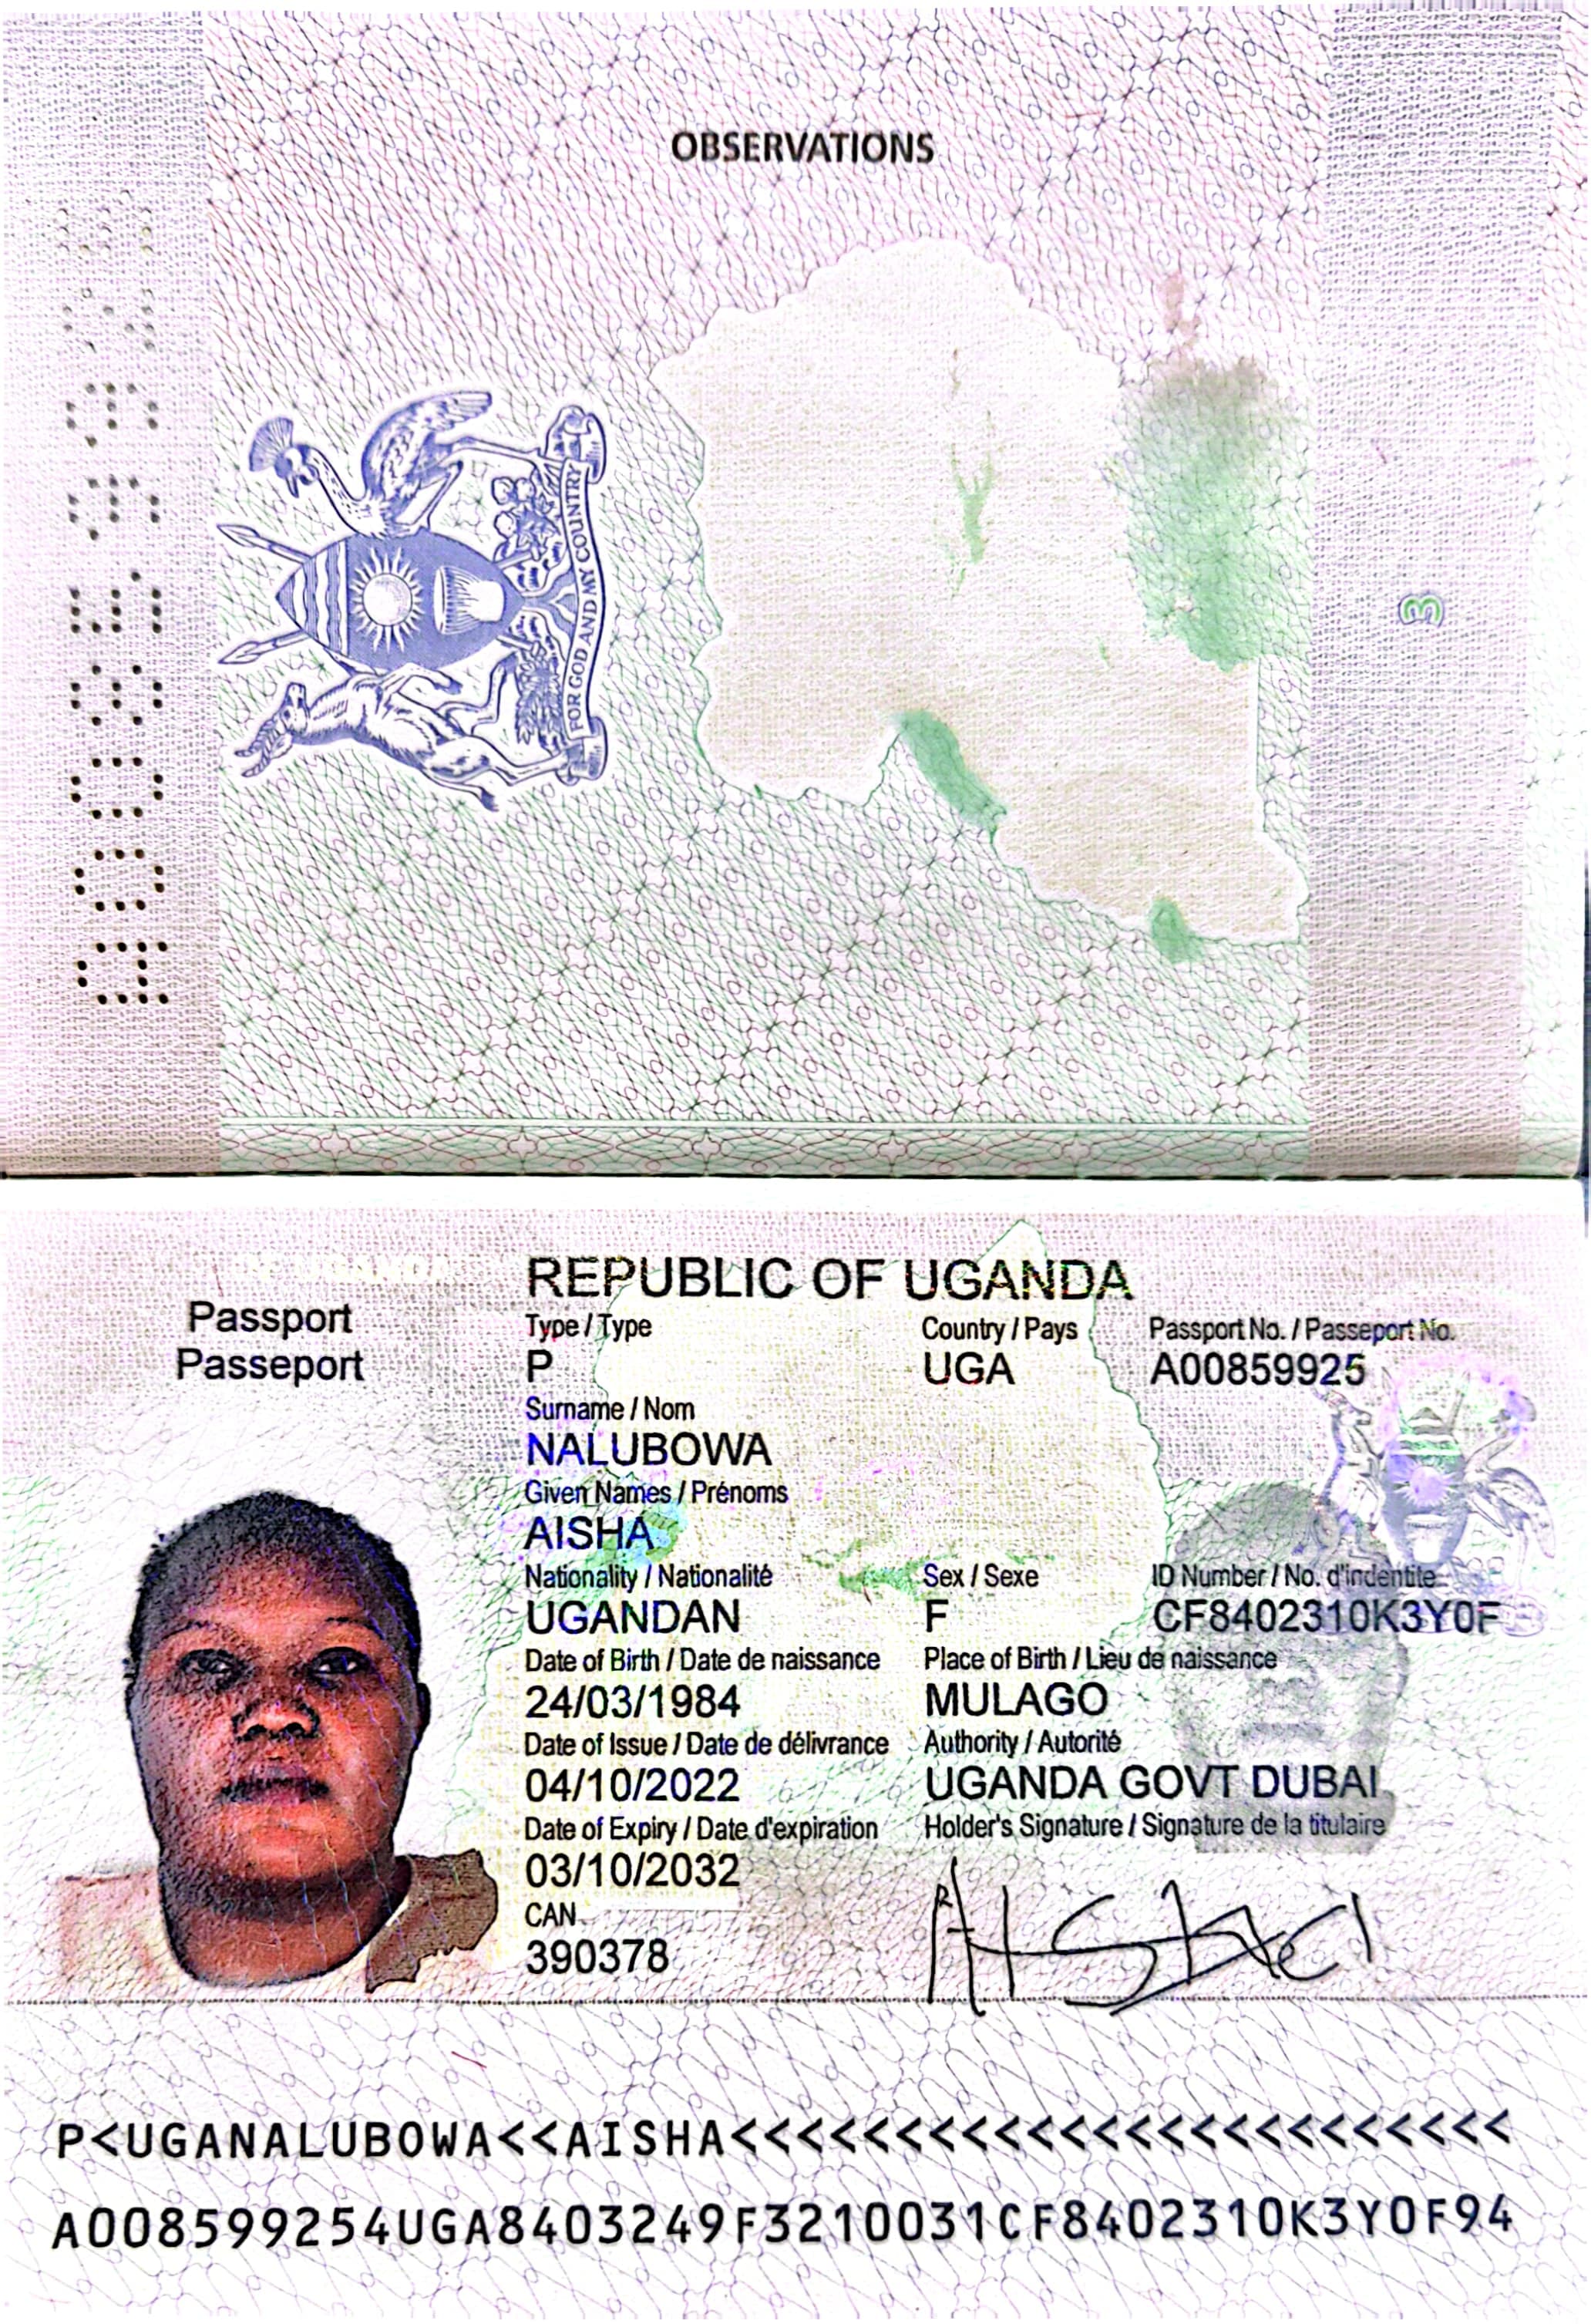 OBSERVATIONS
A00859925
FOR GOD AND MY COUNTRY
3
REPUBLIC OF UGANDA
Passport
Passeport
Type / Type
Country / Pays
Passport No. / Passeport No.
P
UGA
A00859925
Surname / Nom
NALUBOWA
Given Names / Prénoms
AISHA
Nationality / Nationalité
Sex / Sexe
ID Number / No. d'indentite
UGANDAN
F
CF8402310K3Y0F
Date of Birth / Date de naissance
Place of Birth / Lieu de naissance
24/03/1984
MULAGO
Date of Issue / Date de délivrance
Authority / Autorité
04/10/2022
UGANDA GOVT DUBAI
Date of Expiry / Date d'expiration
Holder's Signature / Signature de la titulaire
03/10/2032
CAN
390378
P<UGANALUBOWA<<AISHA<<<<<<<<<<<<<<<<<<<<<<<<
A008599254UGA8403249F3210031CF8402310K3Y0F94